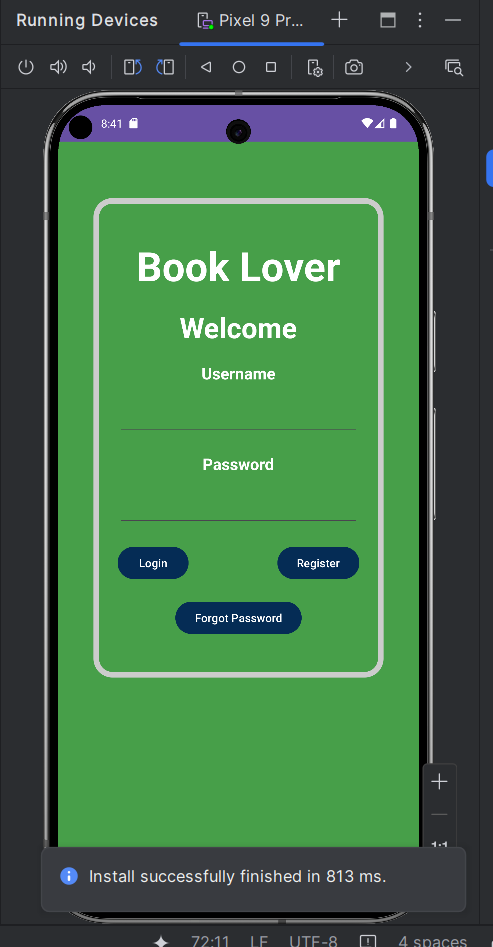 Running Devices
Pixel 9 Pr...
8:41
Book Lover
Welcome
Username
Password
Login
Register
Forgot Password
1:1
Install successfully finished in 813 ms.
72:11 LF UTF-8 4 spaces